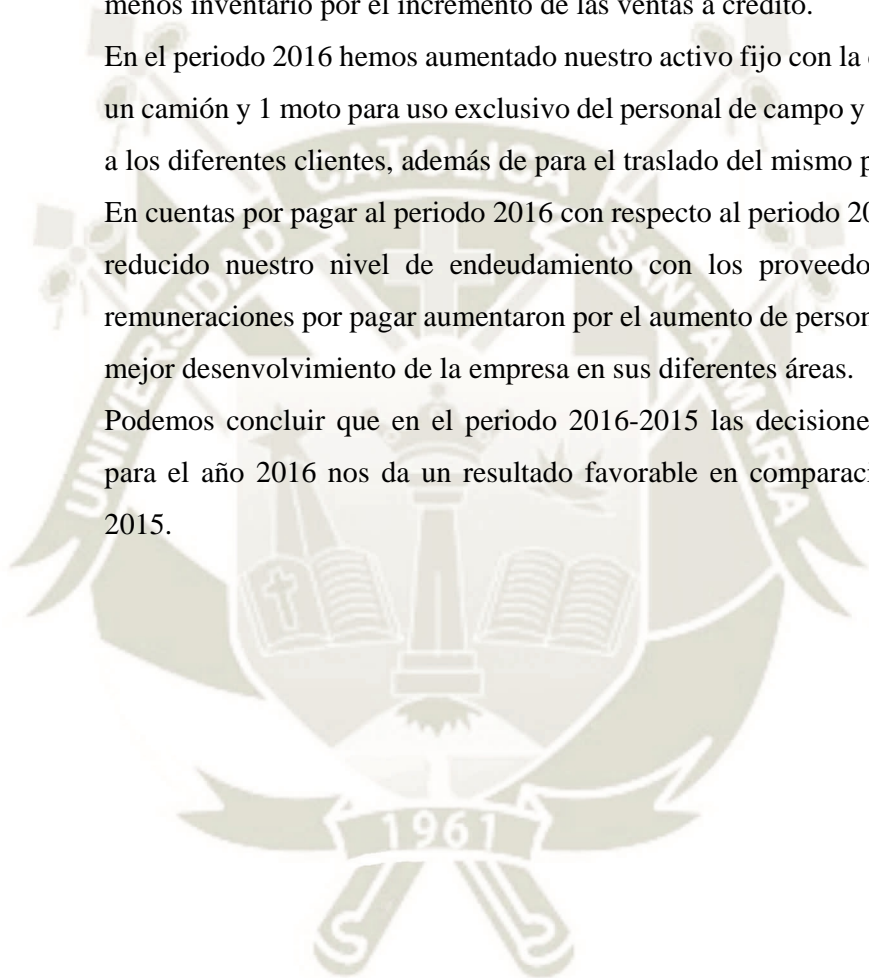 menos inventario por el incremento de las ventas a crédito.
En el periodo 2016 hemos aumentado nuestro activo fijo con la
un camión y 1 moto para uso exclusivo del personal de campo y
a los diferentes clientes, además de para el traslado del mismo
En cuentas por pagar al periodo 2016 con respecto al periodo
reducido nuestro nivel de endeudamiento con los
remuneraciones por pagar aumentaron por el aumento de
mejor desenvolvimiento de la empresa en sus diferentes áreas.
Podemos concluir que en el periodo 2016-2015 las
para el año 2016 nos da un resultado favorable en
2015.
UNIVERSIDAD CATOLICA SANTA MARIA
1961